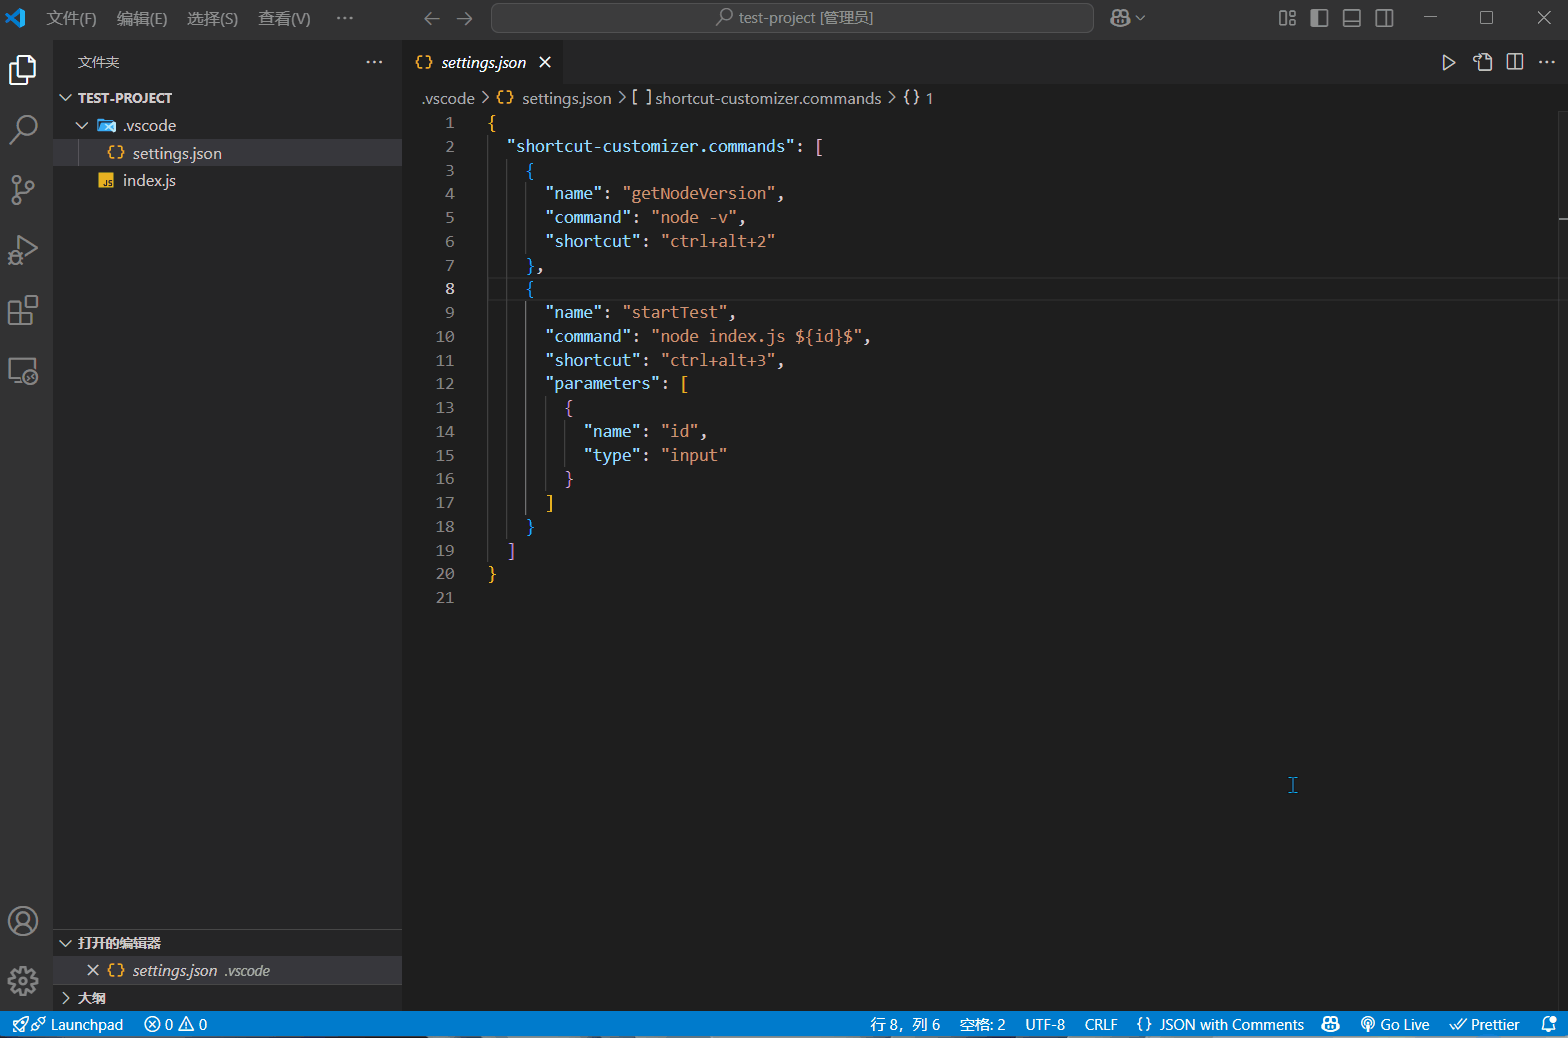 文件(F) 编辑(E) 选择(S) 查看(V) ··· test-project [管理员]
文件夹 ···
TEST-PROJECT
.vscode
{} settings.json
JS index.js
打开的编辑器
{} settings.json .vscode
大纲
{} settings.json
.vscode > {} settings.json > [ ] shortcut-customizer.commands > {} 1
1 {
2 "shortcut-customizer.commands": [
3 {
4 "name": "getNodeVersion",
5 "command": "node -v",
6 "shortcut": "ctrl+alt+2"
7 },
8 {
9 "name": "startTest",
10 "command": "node index.js ${id}$",
11 "shortcut": "ctrl+alt+3",
12 "parameters": [
13 {
14 "name": "id",
15 "type": "input"
16 }
17 ]
18 }
19 ]
20 }
21
Launchpad 0 0 行 8，列 6 空格: 2 UTF-8 CRLF {} JSON with Comments Go Live Prettier